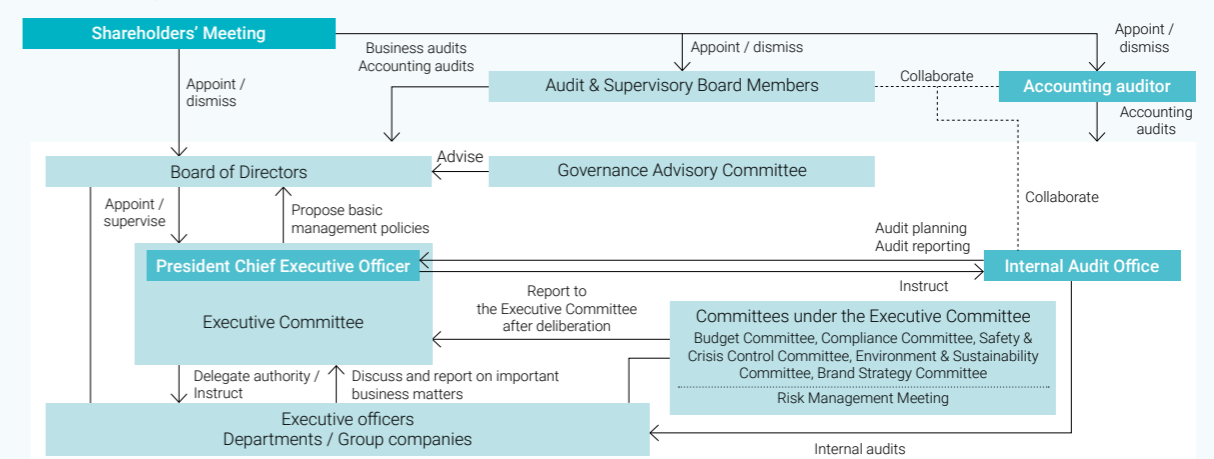 Shareholders' Meeting
Appoint /
dismiss
Business audits
Accounting audits
Appoint / dismiss
Appoint /
dismiss
Audit & Supervisory Board Members
Collaborate
Accounting auditor
Accounting
audits
Board of Directors
Advise
Governance Advisory Committee
Collaborate
Appoint /
supervise
Propose basic
management policies
Audit planning
Audit reporting
President Chief Executive Officer
Internal Audit Office
Instruct
Executive Committee
Report to
the Executive Committee
after deliberation
Committees under the Executive Committee
Budget Committee, Compliance Committee, Safety &
Crisis Control Committee, Environment & Sustainability
Committee, Brand Strategy Committee
Risk Management Meeting
Delegate authority /
Instruct
Discuss and report on important
business matters
Executive officers
Departments / Group companies
Internal audits